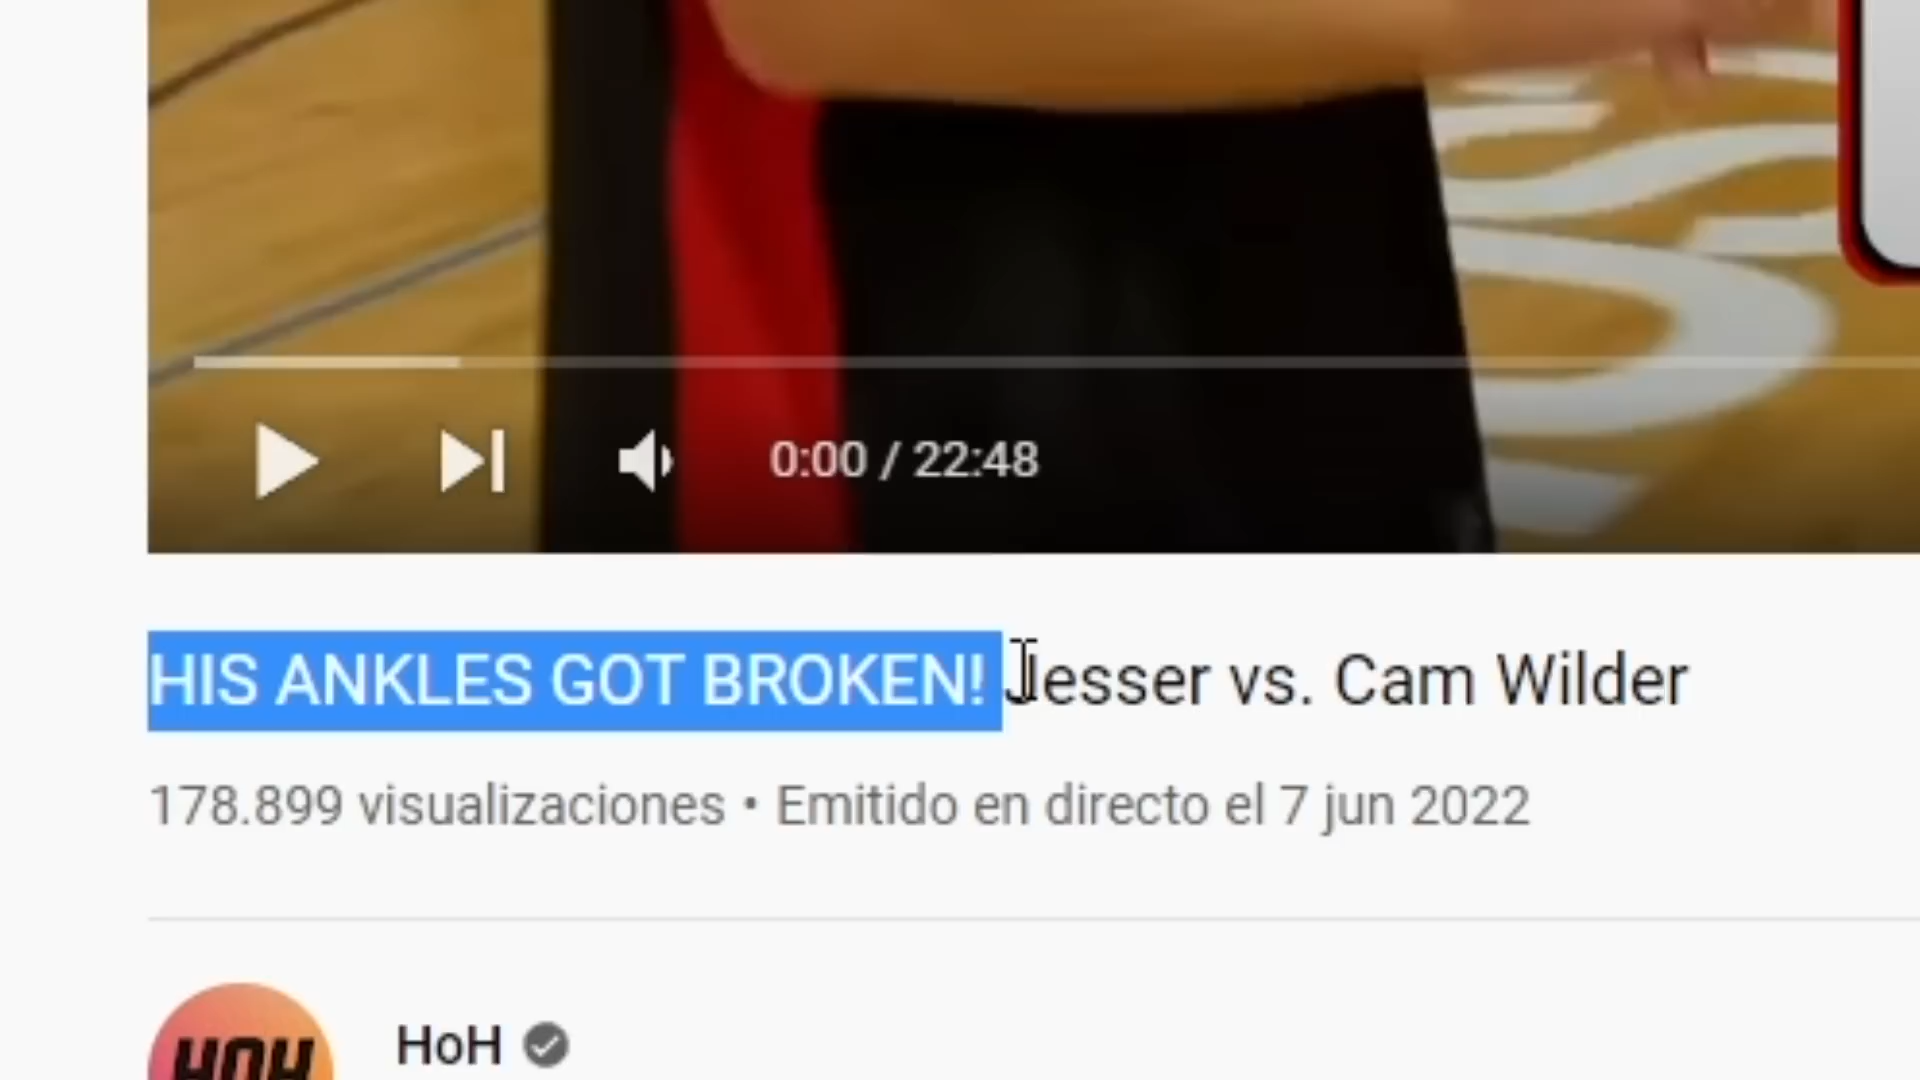 0:00 / 22:48
HIS ANKLES GOT BROKEN! Jesser vs. Cam Wilder
178.899 visualizaciones • Emitido en directo el 7 jun 2022
HOH
HoH